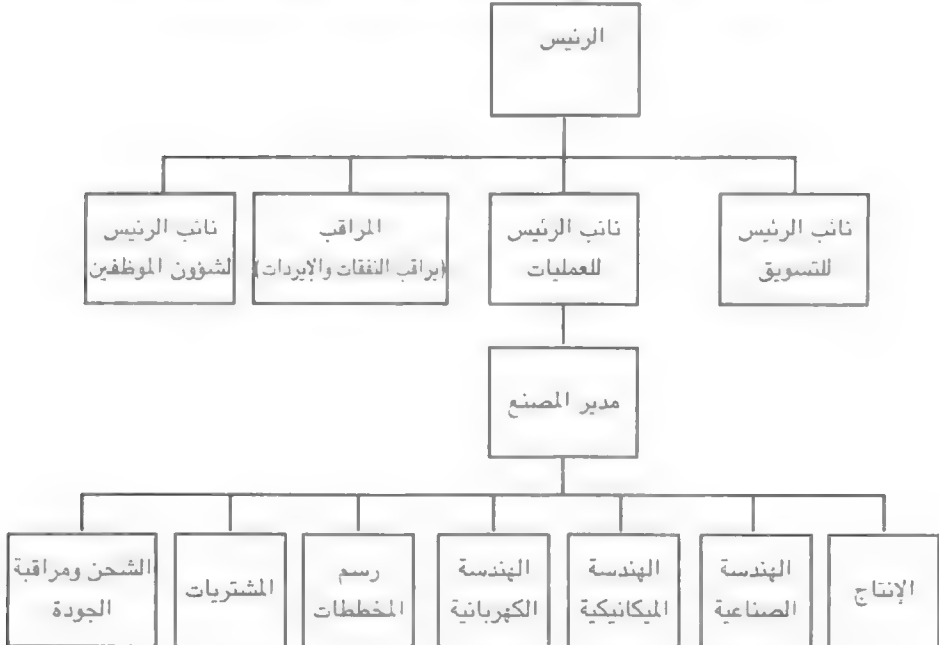 الرئيس
نائب الرئيس
للتسويق
نائب الرئيس
للعمليات
المراقب
(يراقب النفقات والإيردات)
نائب الرئيس
لشؤون الموظفين
مدير المصنع
الإنتاج
الهندسة
الصناعية
الهندسة
الميكانيكية
الهندسة
الكهربائية
رسم
المخططات
المشتريات
الشحن ومراقبة
الجودة